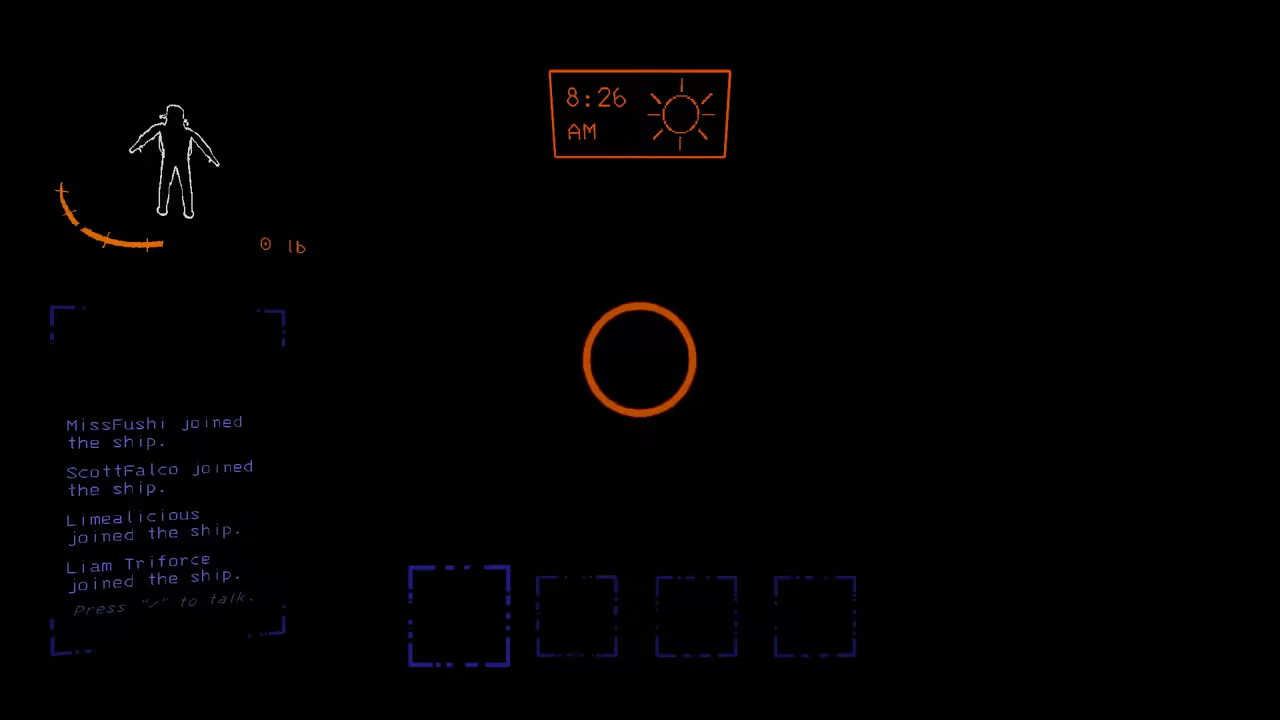 8:26
AM
0 lb
MissFushi joined
the ship.
ScottFalco joined
the ship.
Limealicious
joined the ship.
Liam Triforce
joined the ship.
Press "/" to talk.